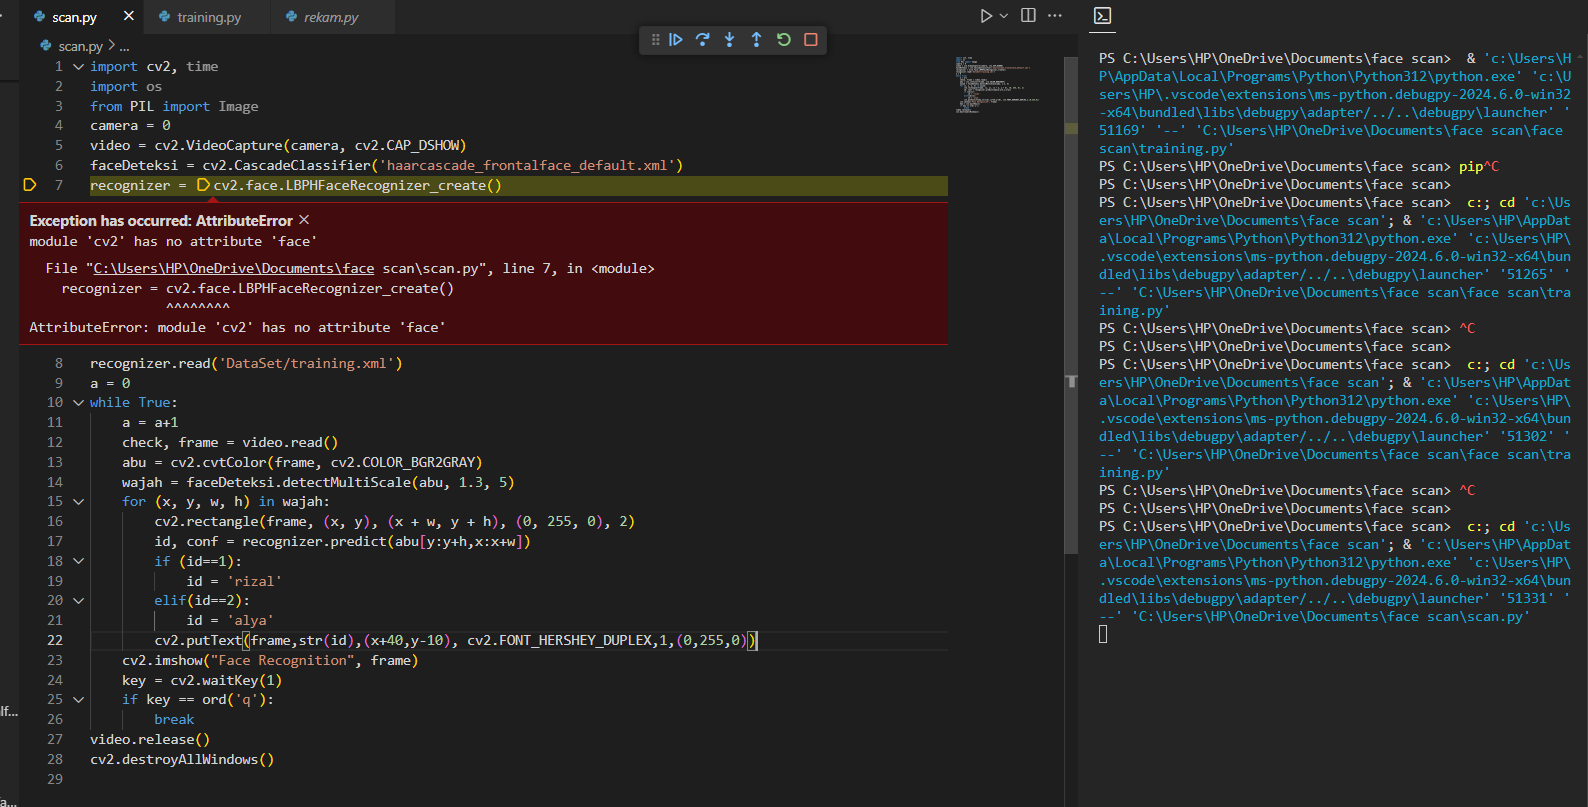 scan.py
training.py
rekam.py
scan.py > ...
1 import cv2, time
2 import os
3 from PIL import Image
4 camera = 0
5 video = cv2.VideoCapture(camera, cv2.CAP_DSHOW)
6 faceDeteksi = cv2.CascadeClassifier('haarcascade_frontalface_default.xml')
7 recognizer = cv2.face.LBPHFaceRecognizer_create()
Exception has occurred: AttributeError
module 'cv2' has no attribute 'face'
File "C:\Users\HP\OneDrive\Documents\face scan\scan.py", line 7, in <module>
recognizer = cv2.face.LBPHFaceRecognizer_create()
^^^^^^^^
AttributeError: module 'cv2' has no attribute 'face'
8 recognizer.read('DataSet/training.xml')
9 a = 0
10 while True:
11 a = a+1
12 check, frame = video.read()
13 abu = cv2.cvtColor(frame, cv2.COLOR_BGR2GRAY)
14 wajah = faceDeteksi.detectMultiScale(abu, 1.3, 5)
15 for (x, y, w, h) in wajah:
16 cv2.rectangle(frame, (x, y), (x + w, y + h), (0, 255, 0), 2)
17 id, conf = recognizer.predict(abu[y:y+h,x:x+w])
18 if (id==1):
19 id = 'rizal'
20 elif(id==2):
21 id = 'alya'
22 cv2.putText(frame,str(id),(x+40,y-10), cv2.FONT_HERSHEY_DUPLEX,1,(0,255,0))
23 cv2.imshow("Face Recognition", frame)
24 key = cv2.waitKey(1)
25 if key == ord('q'):
26 break
27 video.release()
28 cv2.destroyAllWindows()
29
PS C:\Users\HP\OneDrive\Documents\face scan>  & 'c:\Users\H
P\AppData\Local\Programs\Python\Python312\python.exe' 'c:\U
sers\HP\.vscode\extensions\ms-python.debugpy-2024.6.0-win32
-x64\bundled\libs\debugpy\adapter/../..\debugpy\launcher' '
51169' '--' 'C:\Users\HP\OneDrive\Documents\face scan\face
scan\training.py'
PS C:\Users\HP\OneDrive\Documents\face scan> pip^C
PS C:\Users\HP\OneDrive\Documents\face scan>
PS C:\Users\HP\OneDrive\Documents\face scan>  c:; cd 'c:\Us
ers\HP\OneDrive\Documents\face scan'; & 'c:\Users\HP\AppDat
a\Local\Programs\Python\Python312\python.exe' 'c:\Users\HP\
.vscode\extensions\ms-python.debugpy-2024.6.0-win32-x64\bun
dled\libs\debugpy\adapter/../..\debugpy\launcher' '51265' '
--' 'C:\Users\HP\OneDrive\Documents\face scan\face scan\tra
ining.py'
PS C:\Users\HP\OneDrive\Documents\face scan> ^C
PS C:\Users\HP\OneDrive\Documents\face scan>
PS C:\Users\HP\OneDrive\Documents\face scan>  c:; cd 'c:\Us
ers\HP\OneDrive\Documents\face scan'; & 'c:\Users\HP\AppDat
a\Local\Programs\Python\Python312\python.exe' 'c:\Users\HP\
.vscode\extensions\ms-python.debugpy-2024.6.0-win32-x64\bun
dled\libs\debugpy\adapter/../..\debugpy\launcher' '51302' '
--' 'C:\Users\HP\OneDrive\Documents\face scan\face scan\tra
ining.py'
PS C:\Users\HP\OneDrive\Documents\face scan> ^C
PS C:\Users\HP\OneDrive\Documents\face scan>
PS C:\Users\HP\OneDrive\Documents\face scan>  c:; cd 'c:\Us
ers\HP\OneDrive\Documents\face scan'; & 'c:\Users\HP\AppDat
a\Local\Programs\Python\Python312\python.exe' 'c:\Users\HP\
.vscode\extensions\ms-python.debugpy-2024.6.0-win32-x64\bun
dled\libs\debugpy\adapter/../..\debugpy\launcher' '51331' '
--' 'C:\Users\HP\OneDrive\Documents\face scan\scan.py'